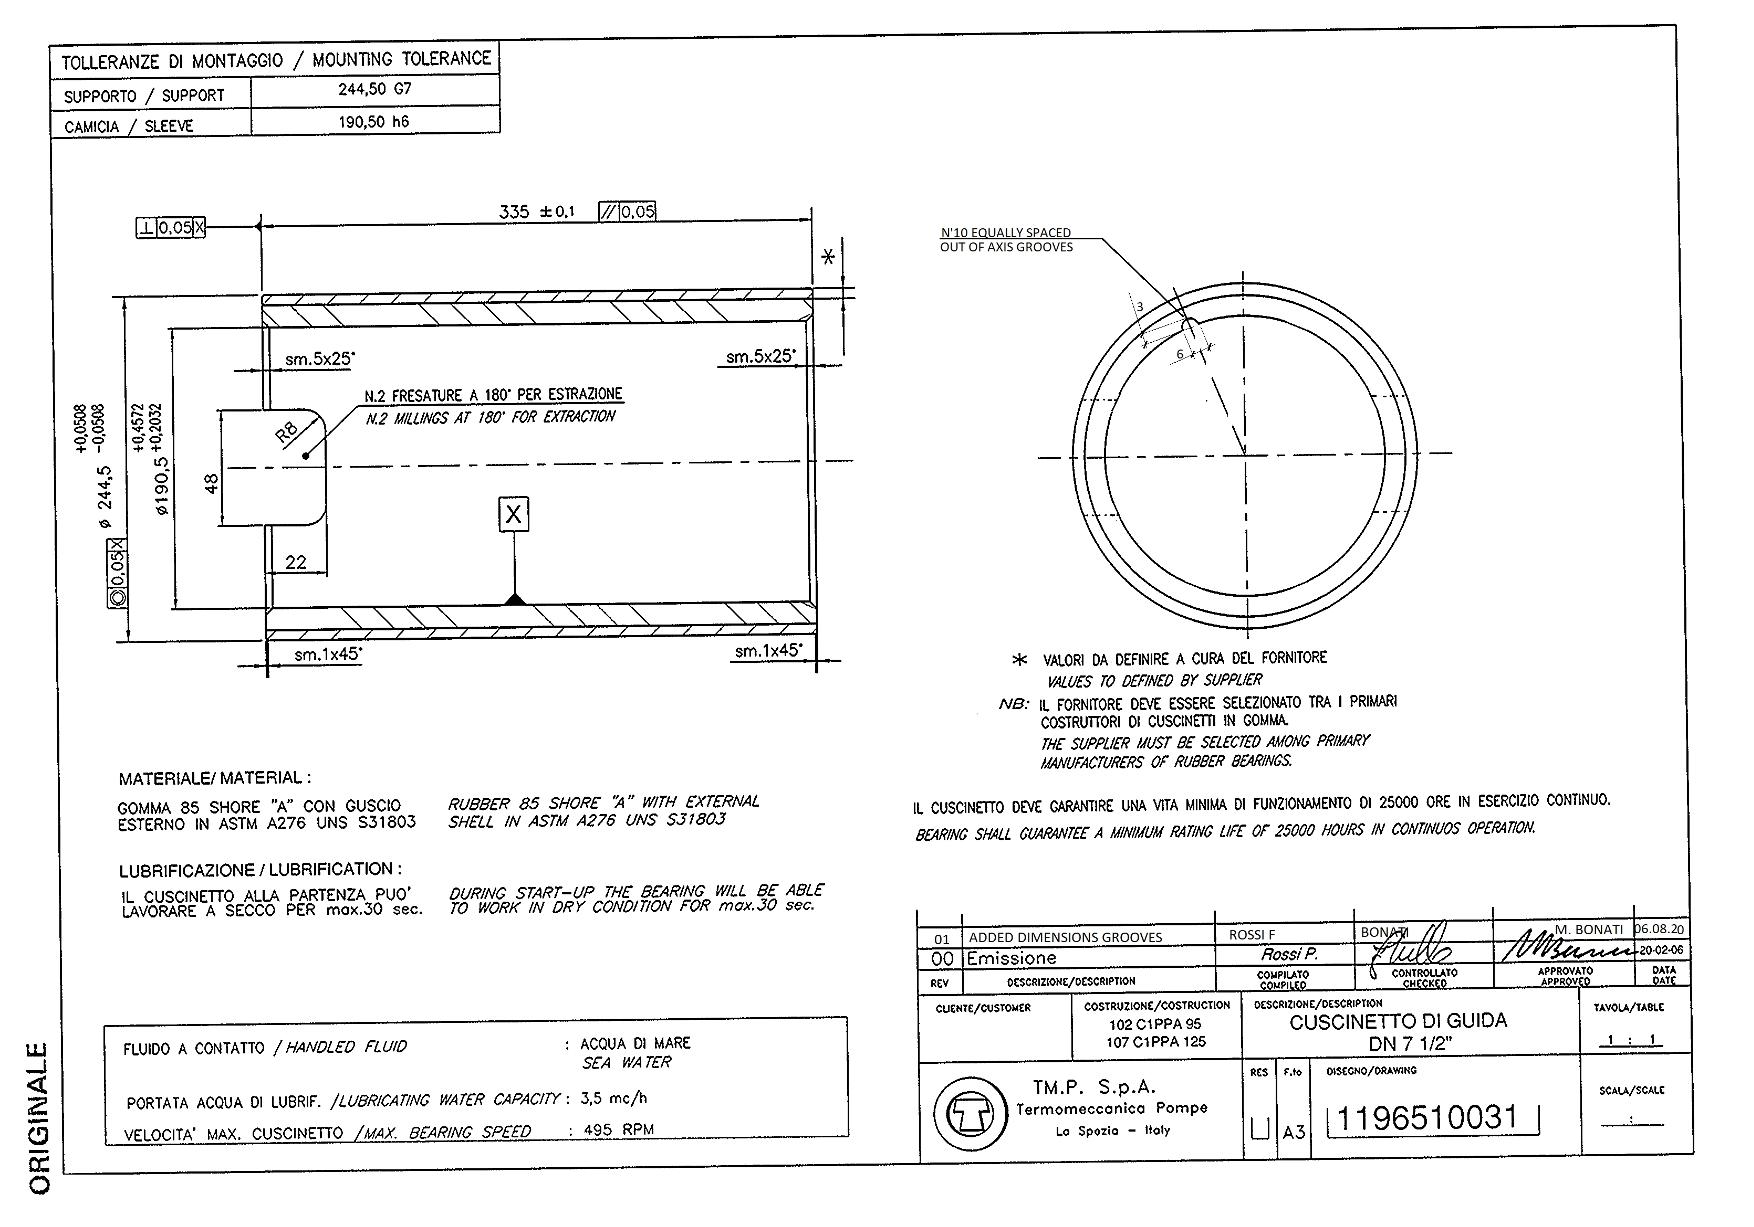 TOLLERANZE DI MONTAGGIO / MOUNTING TOLERANCE
SUPPORTO / SUPPORT 244,50 G7
CAMICIA / SLEEVE 190,50 h6
335 ±0,1 // 0,05
⊥ 0,05 X
*
sm.5x25°
sm.5x25°
N.2 FRESATURE A 180° PER ESTRAZIONE
N.2 MILLINGS AT 180° FOR EXTRACTION
R8
48
22
X
ø 244,5 +0,0508 -0,0508
ø190,5 +0,4572 +0,2032
◎ 0,05 X
sm.1x45°
sm.1x45°
N'10 EQUALLY SPACED
OUT OF AXIS GROOVES
3
6
* VALORI DA DEFINIRE A CURA DEL FORNITORE
VALUES TO DEFINED BY SUPPLIER
NB: IL FORNITORE DEVE ESSERE SELEZIONATO TRA I PRIMARI
COSTRUTTORI DI CUSCINETTI IN GOMMA.
THE SUPPLIER MUST BE SELECTED AMONG PRIMARY
MANUFACTURERS OF RUBBER BEARINGS.
IL CUSCINETTO DEVE GARANTIRE UNA VITA MINIMA DI FUNZIONAMENTO DI 25000 ORE IN ESERCIZIO CONTINUO.
BEARING SHALL GUARANTEE A MINIMUM RATING LIFE OF 25000 HOURS IN CONTINUOS OPERATION.
MATERIALE/ MATERIAL :
GOMMA 85 SHORE "A" CON GUSCIO
ESTERNO IN ASTM A276 UNS S31803
RUBBER 85 SHORE "A" WITH EXTERNAL
SHELL IN ASTM A276 UNS S31803
LUBRIFICAZIONE / LUBRIFICATION :
IL CUSCINETTO ALLA PARTENZA PUO'
LAVORARE A SECCO PER max.30 sec.
DURING START-UP THE BEARING WILL BE ABLE
TO WORK IN DRY CONDITION FOR max.30 sec.
FLUIDO A CONTATTO / HANDLED FLUID : ACQUA DI MARE
SEA WATER
PORTATA ACQUA DI LUBRIF. / LUBRICATING WATER CAPACITY : 3,5 mc/h
VELOCITA' MAX. CUSCINETTO / MAX. BEARING SPEED : 495 RPM
ORIGINALE
01 ADDED DIMENSIONS GROOVES ROSSI F BONATI M. BONATI 06.08.20
00 Emissione Rossi P. 20-02-06
REV DESCRIZIONE/DESCRIPTION COMPILATO COMPILED CONTROLLATO CHECKED APPROVATO APPROVED DATA DATE
CLIENTE/CUSTOMER
COSTRUZIONE/COSTRUCTION
102 C1PPA 95
107 C1PPA 125
DESCRIZIONE/DESCRIPTION
CUSCINETTO DI GUIDA
DN 7 1/2"
TAVOLA/TABLE
1 : 1
TM.P. S.p.A.
Termomeccanica Pompe
La Spezia - Italy
RES
U
F.to
A3
DISEGNO/DRAWING
1196510031
SCALA/SCALE
: